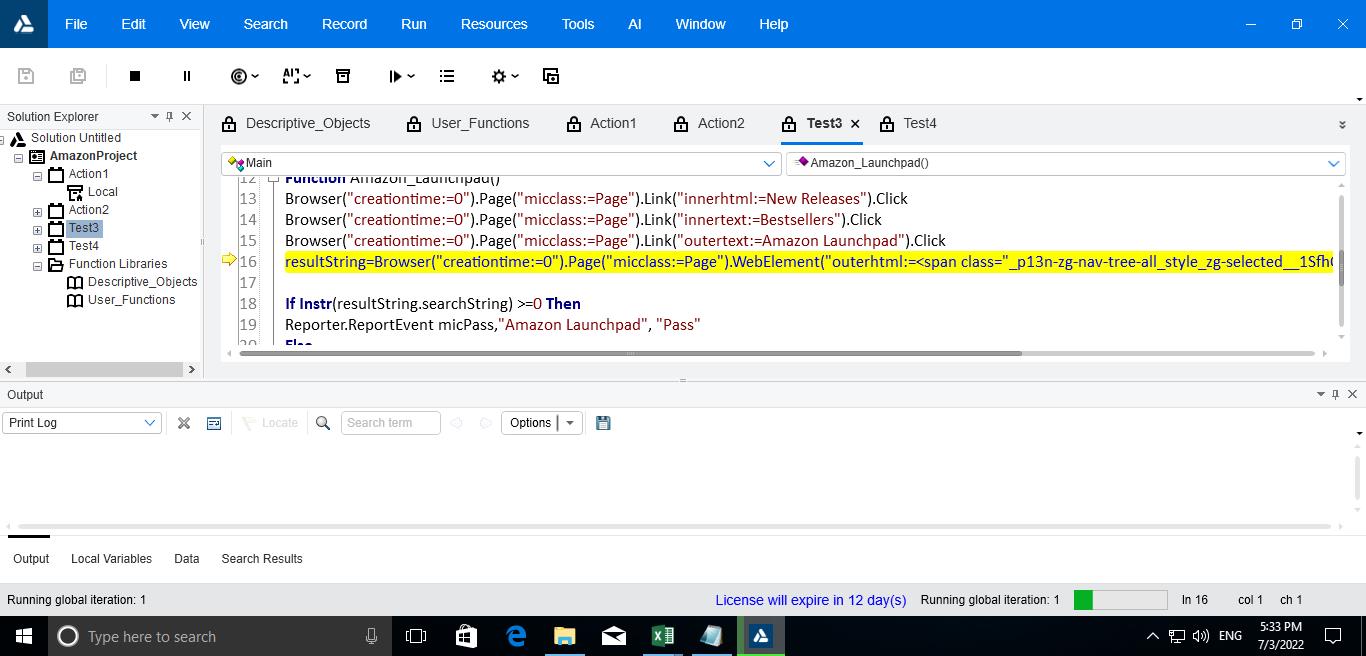 File Edit View Search Record Run Resources Tools AI Window Help
Solution Explorer
Solution Untitled
AmazonProject
Action1
Local
Action2
Test3
Test4
Function Libraries
Descriptive_Objects
User_Functions
Descriptive_Objects User_Functions Action1 Action2 Test3 Test4
Main Amazon_Launchpad()
12 Function Amazon_Launchpad()
13 Browser("creationtime:=0").Page("micclass:=Page").Link("innerhtml:=New Releases").Click
14 Browser("creationtime:=0").Page("micclass:=Page").Link("innertext:=Bestsellers").Click
15 Browser("creationtime:=0").Page("micclass:=Page").Link("outertext:=Amazon Launchpad").Click
16 resultString=Browser("creationtime:=0").Page("micclass:=Page").WebElement("outerhtml:=<span class="_p13n-zg-nav-tree-all_style_zg-selected__1Sfh
17
18 If Instr(resultString.searchString) >=0 Then
19 Reporter.ReportEvent micPass,"Amazon Launchpad", "Pass"
20 Else
Output
Print Log Locate Search term Options
Output Local Variables Data Search Results
Running global iteration: 1 License will expire in 12 day(s) Running global iteration: 1 ln 16 col 1 ch 1
Type here to search ENG 5:33 PM
7/3/2022